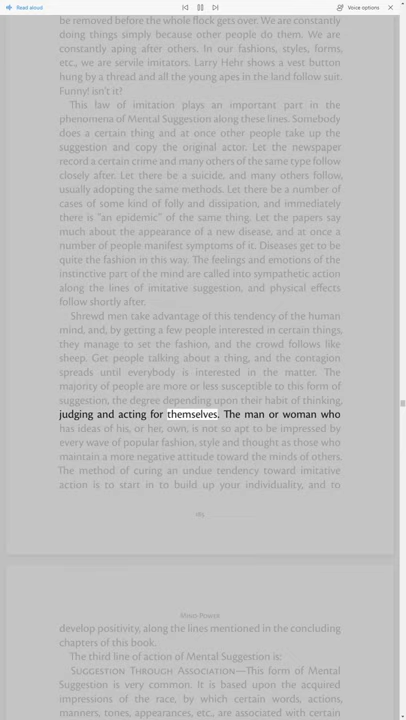 Read aloud
Voice options
be removed before the whole flock gets over. We are constantly
doing things simply because other people do them. We are
constantly aping after others. In our fashions, styles, forms,
etc., we are servile imitators. Larry Hehr shows a vest button
hung by a thread and all the young apes in the land follow suit.
Funny! isn't it?
This law of imitation plays an important part in the
phenomena of Mental Suggestion along these lines. Somebody
does a certain thing and at once other people take up the
suggestion and copy the original actor. Let the newspaper
record a certain crime and many others of the same type follow
closely after. Let there be a suicide, and many others follow,
usually adopting the same methods. Let there be a number of
cases of some kind of folly and dissipation, and immediately
there is "an epidemic" of the same thing. Let the papers say
much about the appearance of a new disease, and at once a
number of people manifest symptoms of it. Diseases get to be
quite the fashion in this way. The feelings and emotions of the
instinctive part of the mind are called into sympathetic action
along the lines of imitative suggestion, and physical effects
follow shortly after.
Shrewd men take advantage of this tendency of the human
mind, and, by getting a few people interested in certain things,
they manage to set the fashion, and the crowd follows like
sheep. Get people talking about a thing, and the contagion
spreads until everybody is interested in the matter. The
majority of people are more or less susceptible to this form of
suggestion, the degree depending upon their habit of thinking,
judging and acting for themselves. The man or woman who
has ideas of his, or her, own, is not so apt to be impressed by
every wave of popular fashion, style and thought as those who
maintain a more negative attitude toward the minds of others.
The method of curing an undue tendency toward imitative
action is to start in to build up your individuality, and to
Mind-Power
develop positivity, along the lines mentioned in the concluding
chapters of this book.
The third line of action of Mental Suggestion is:
SUGGESTION THROUGH ASSOCIATION—This form of Mental
Suggestion is very common. It is based upon the acquired
impressions of the race, by which certain words, actions,
manners, tones, appearances, etc., are associated with certain